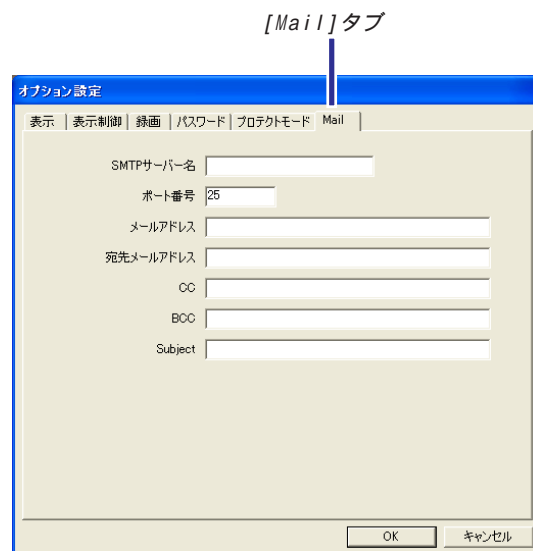 [Mail]タブ
オプション設定
表示 表示制御 録画 パスワード プロテクトモード Mail
SMTPサーバー名
ポート番号 25
メールアドレス
宛先メールアドレス
CC
BCC
Subject
OK キャンセル